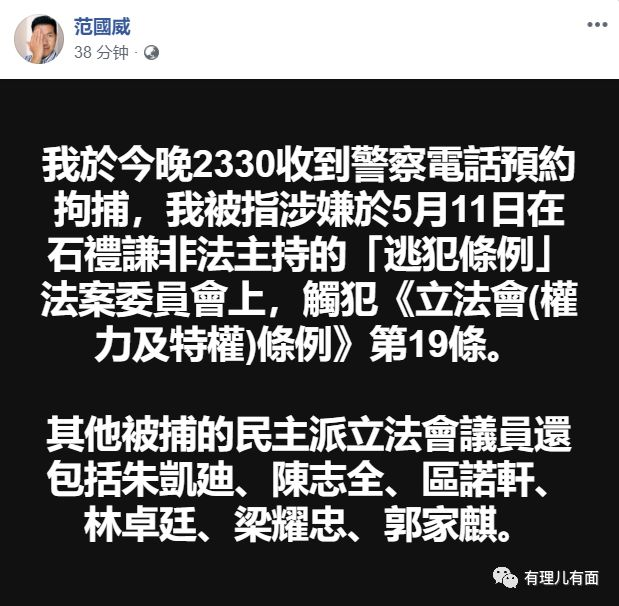 范國威
38 分钟
我於今晚2330收到警察電話預約
拘捕，我被指涉嫌於5月11日在
石禮謙非法主持的「逃犯條例」
法案委員會上，觸犯《立法會(權
力及特權)條例》第19條。
其他被捕的民主派立法會議員還
包括朱凱廸、陳志全、區諾軒、
林卓廷、梁耀忠、郭家麒。
有理儿有面